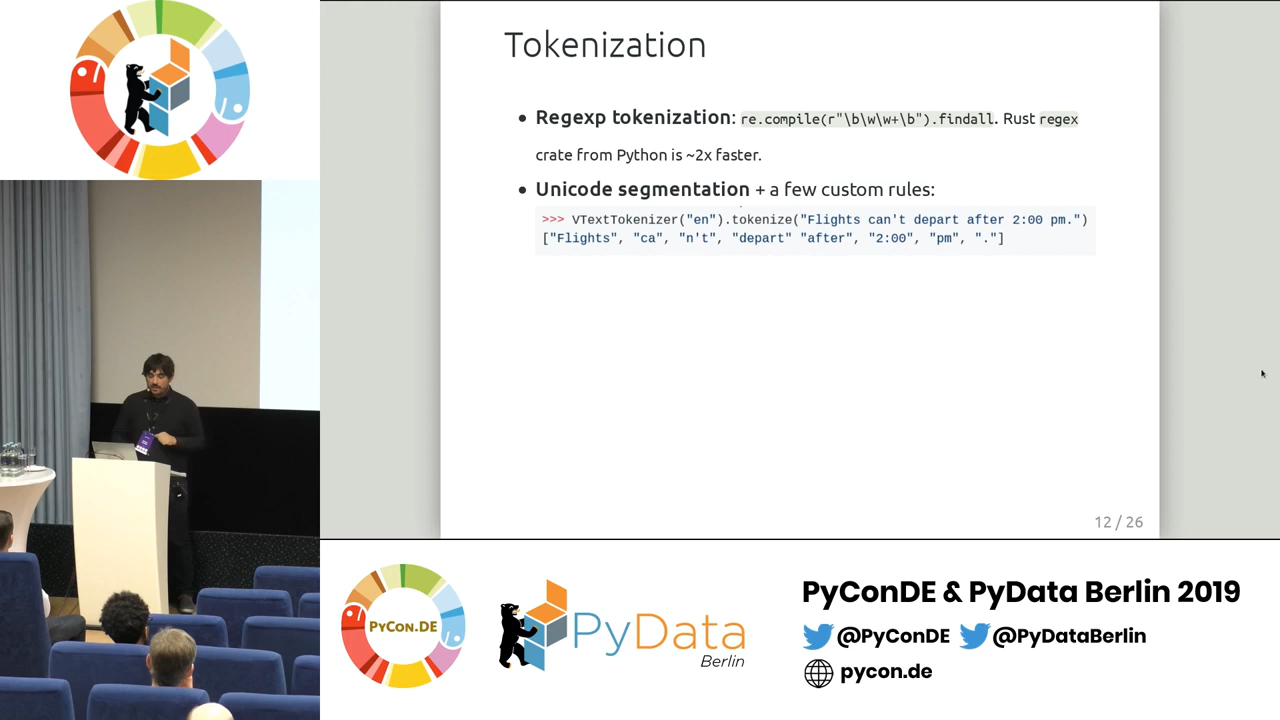 Tokenization
• Regexp tokenization: re.compile(r"\b\w\w+\b").findall. Rust regex
crate from Python is ~2x faster.
• Unicode segmentation + a few custom rules:
>>> VTextTokenizer("en").tokenize("Flights can't depart after 2:00 pm.")
["Flights", "ca", "n't", "depart" "after", "2:00", "pm", "."]
12 / 26
PyCon.DE
PyData
Berlin
PyConDE & PyData Berlin 2019
@PyConDE @PyDataBerlin
pycon.de